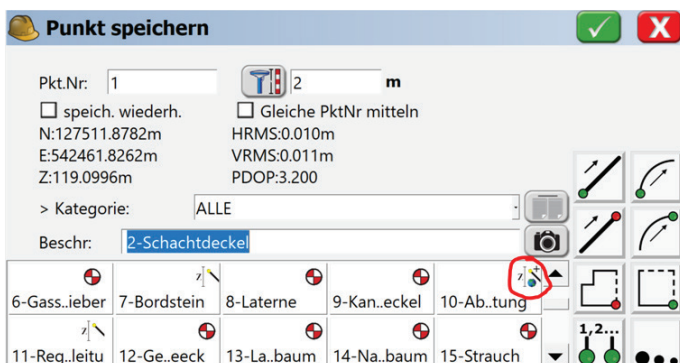 Punkt speichern
Pkt.Nr: 1 2 m
speich. wiederh. Gleiche PktNr mitteln
N:127511.8782m HRMS:0.010m
E:542461.8262m VRMS:0.011m
Z:119.0996m PDOP:3.200
> Kategorie: ALLE
Beschr: 2-Schachtdeckel
6-Gass..ieber 7-Bordstein 8-Laterne 9-Kan..eckel 10-Ab..tung
1,2...
11-Reg..leitu 12-Ge..eeck 13-La..baum 14-Na..baum 15-Strauch